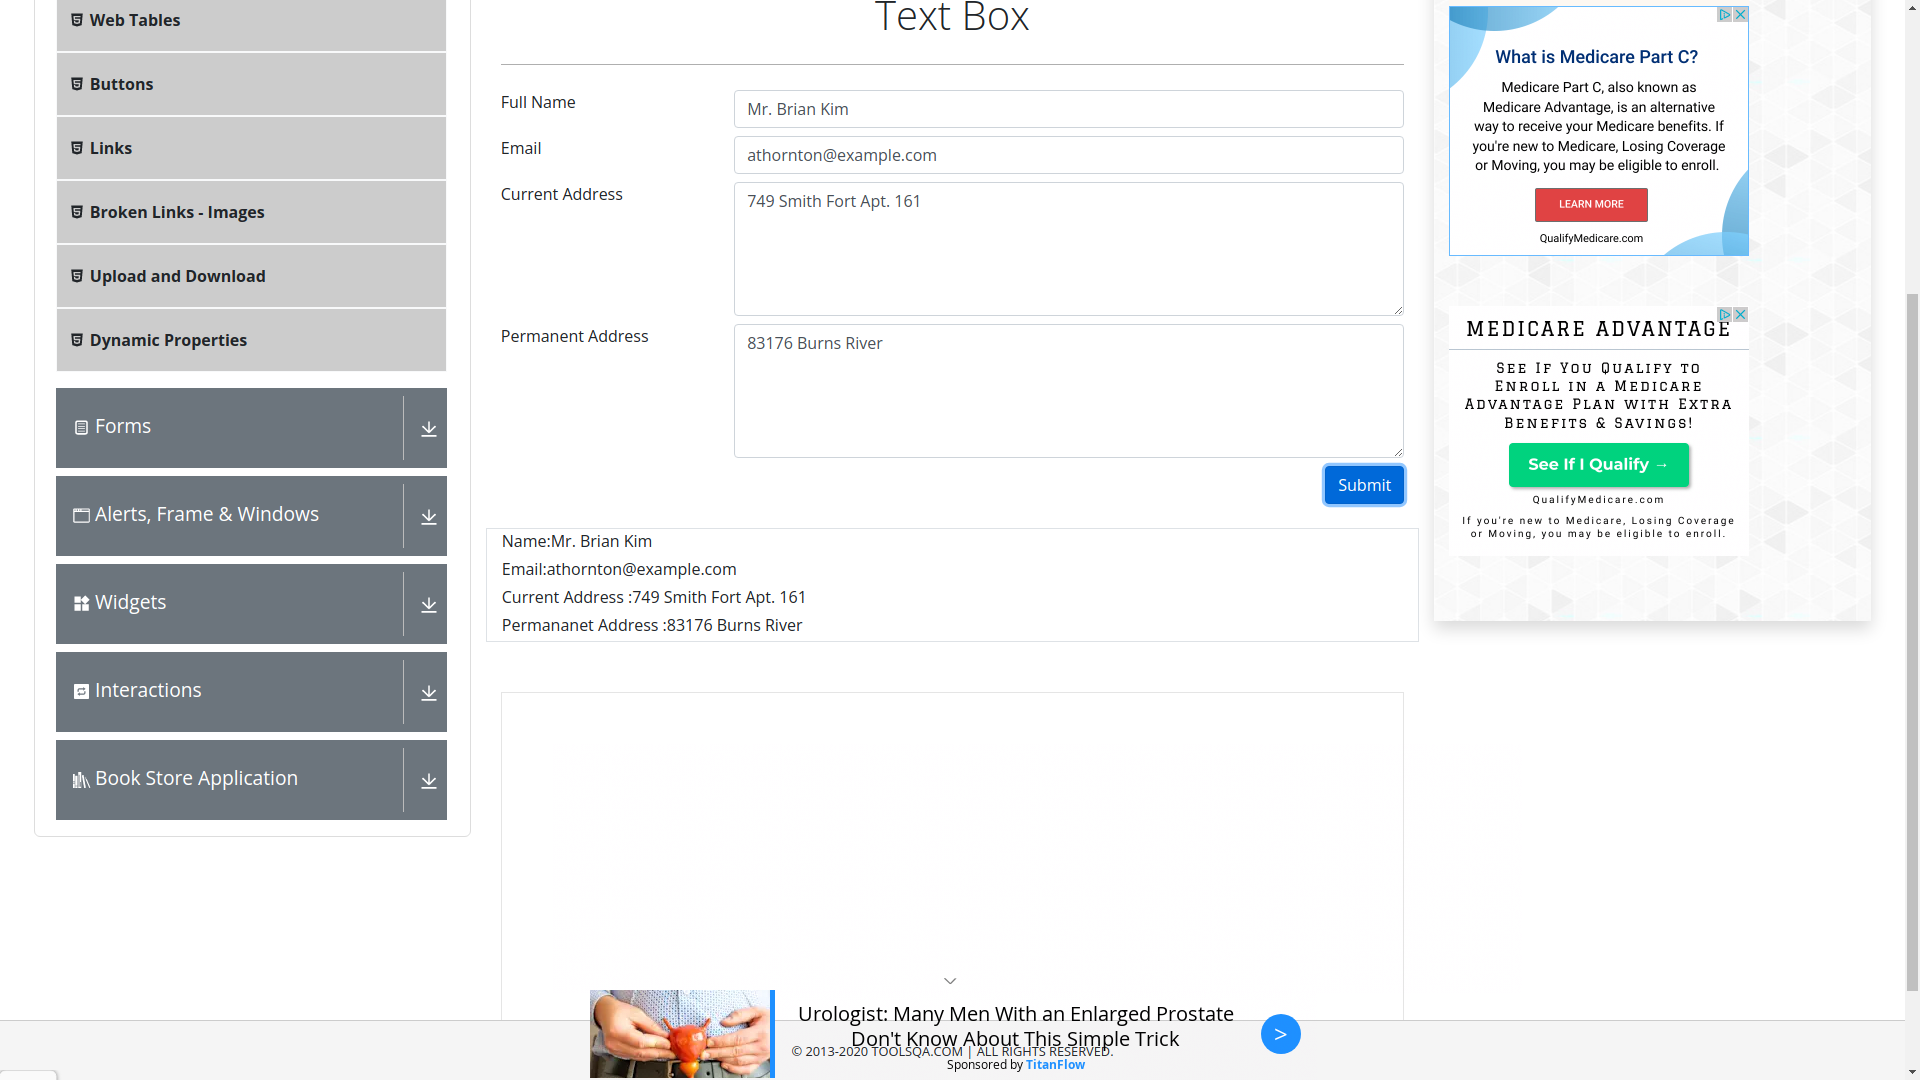 Web Tables
Buttons
Links
Broken Links - Images
Upload and Download
Dynamic Properties
Forms
Alerts, Frame & Windows
Widgets
Interactions
Book Store Application
Text Box
Full Name
Mr. Brian Kim
Email
athornton@example.com
Current Address
749 Smith Fort Apt. 161
Permanent Address
83176 Burns River
Submit
Name:Mr. Brian Kim
Email:athornton@example.com
Current Address :749 Smith Fort Apt. 161
Permananet Address :83176 Burns River
What is Medicare Part C?
Medicare Part C, also known as
Medicare Advantage, is an alternative
way to receive your Medicare benefits. If
you're new to Medicare, Losing Coverage
or Moving, you may be eligible to enroll.
LEARN MORE
QualifyMedicare.com
MEDICARE ADVANTAGE
See If You Qualify to
Enroll in a Medicare
Advantage Plan with Extra
Benefits & Savings!
See If I Qualify →
QualifyMedicare.com
If you're new to Medicare, Losing Coverage
or Moving, you may be eligible to enroll.
Urologist: Many Men With an Enlarged Prostate
Don't Know About This Simple Trick
© 2013-2020 TOOLSQA.COM | ALL RIGHTS RESERVED.
Sponsored by TitanFlow
>